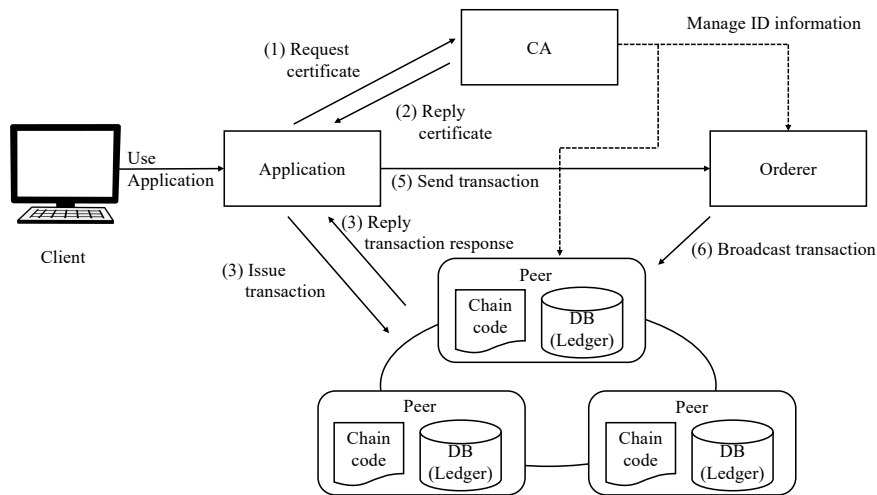 Manage ID information
(1) Request
certificate
CA
(2) Reply
certificate
Use
Application
Application
(5) Send transaction
Orderer
Client
(3) Reply
transaction response
(3) Issue
transaction
(6) Broadcast transaction
Peer
Chain
code
DB
(Ledger)
Peer
Chain
code
DB
(Ledger)
Peer
Chain
code
DB
(Ledger)